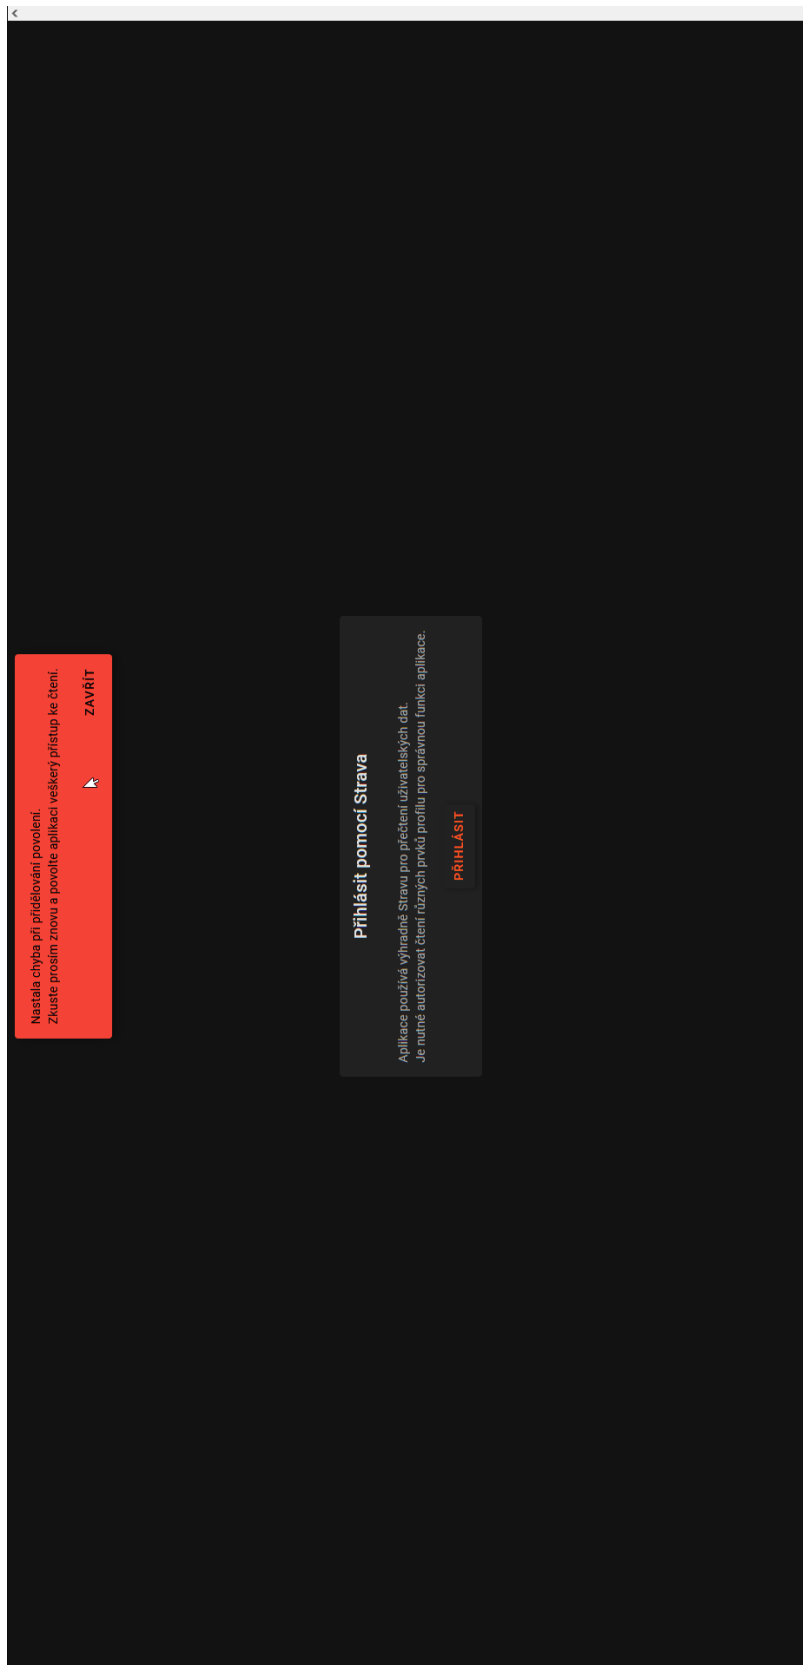 Nastala chyba při přidělování povolení.
Zkuste prosím znovu a povolte aplikaci veškerý přístup ke čtení.
ZAVŘÍT
Přihlásit pomocí Strava
Aplikace používá výhradně Stravu pro přečtení uživatelských dat.
Je nutné autorizovat čtení různých prvků profilu pro správnou funkci aplikace.
PŘIHLÁSIT